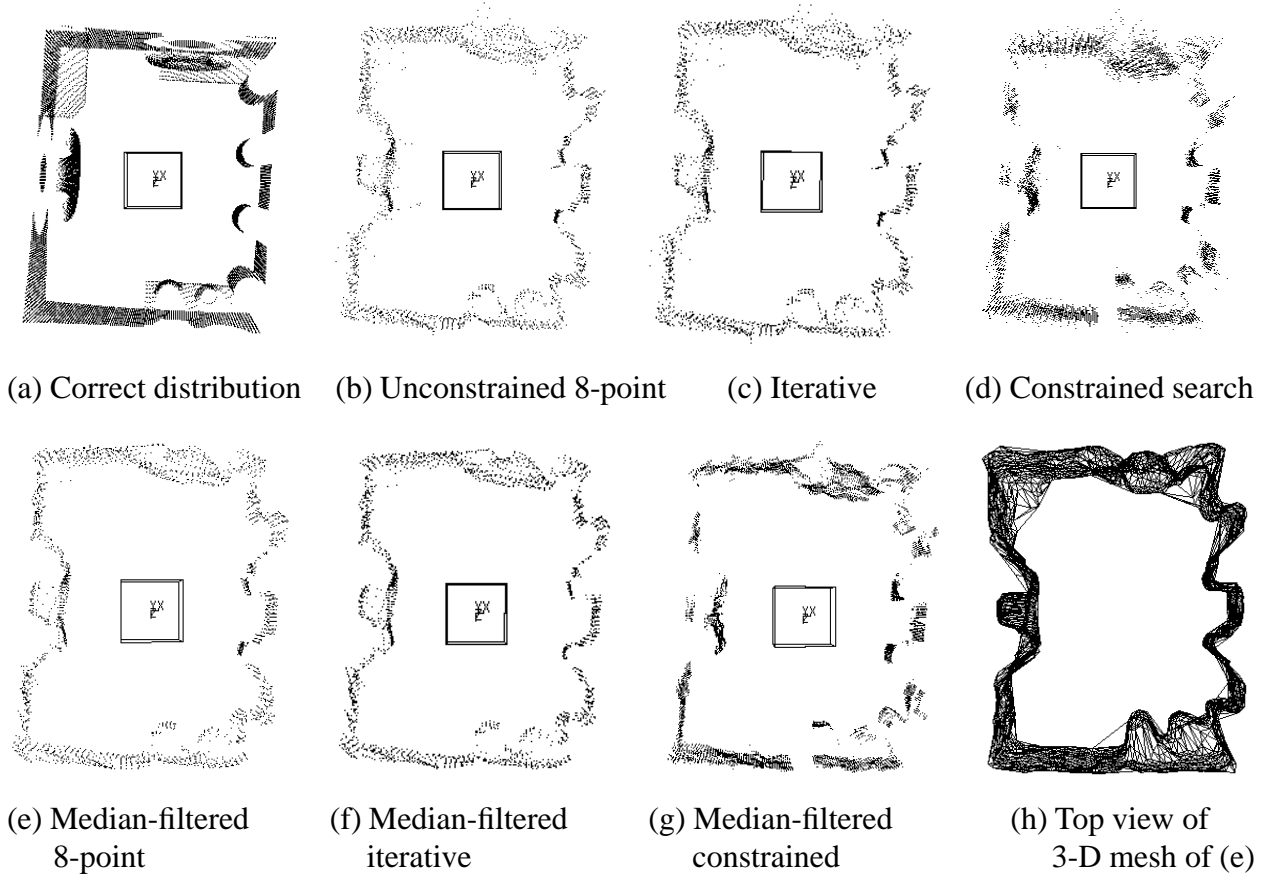 (a) Correct distribution
(b) Unconstrained 8-point
(c) Iterative
(d) Constrained search
(e) Median-filtered
8-point
(f) Median-filtered
iterative
(g) Median-filtered
constrained
(h) Top view of
3-D mesh of (e)